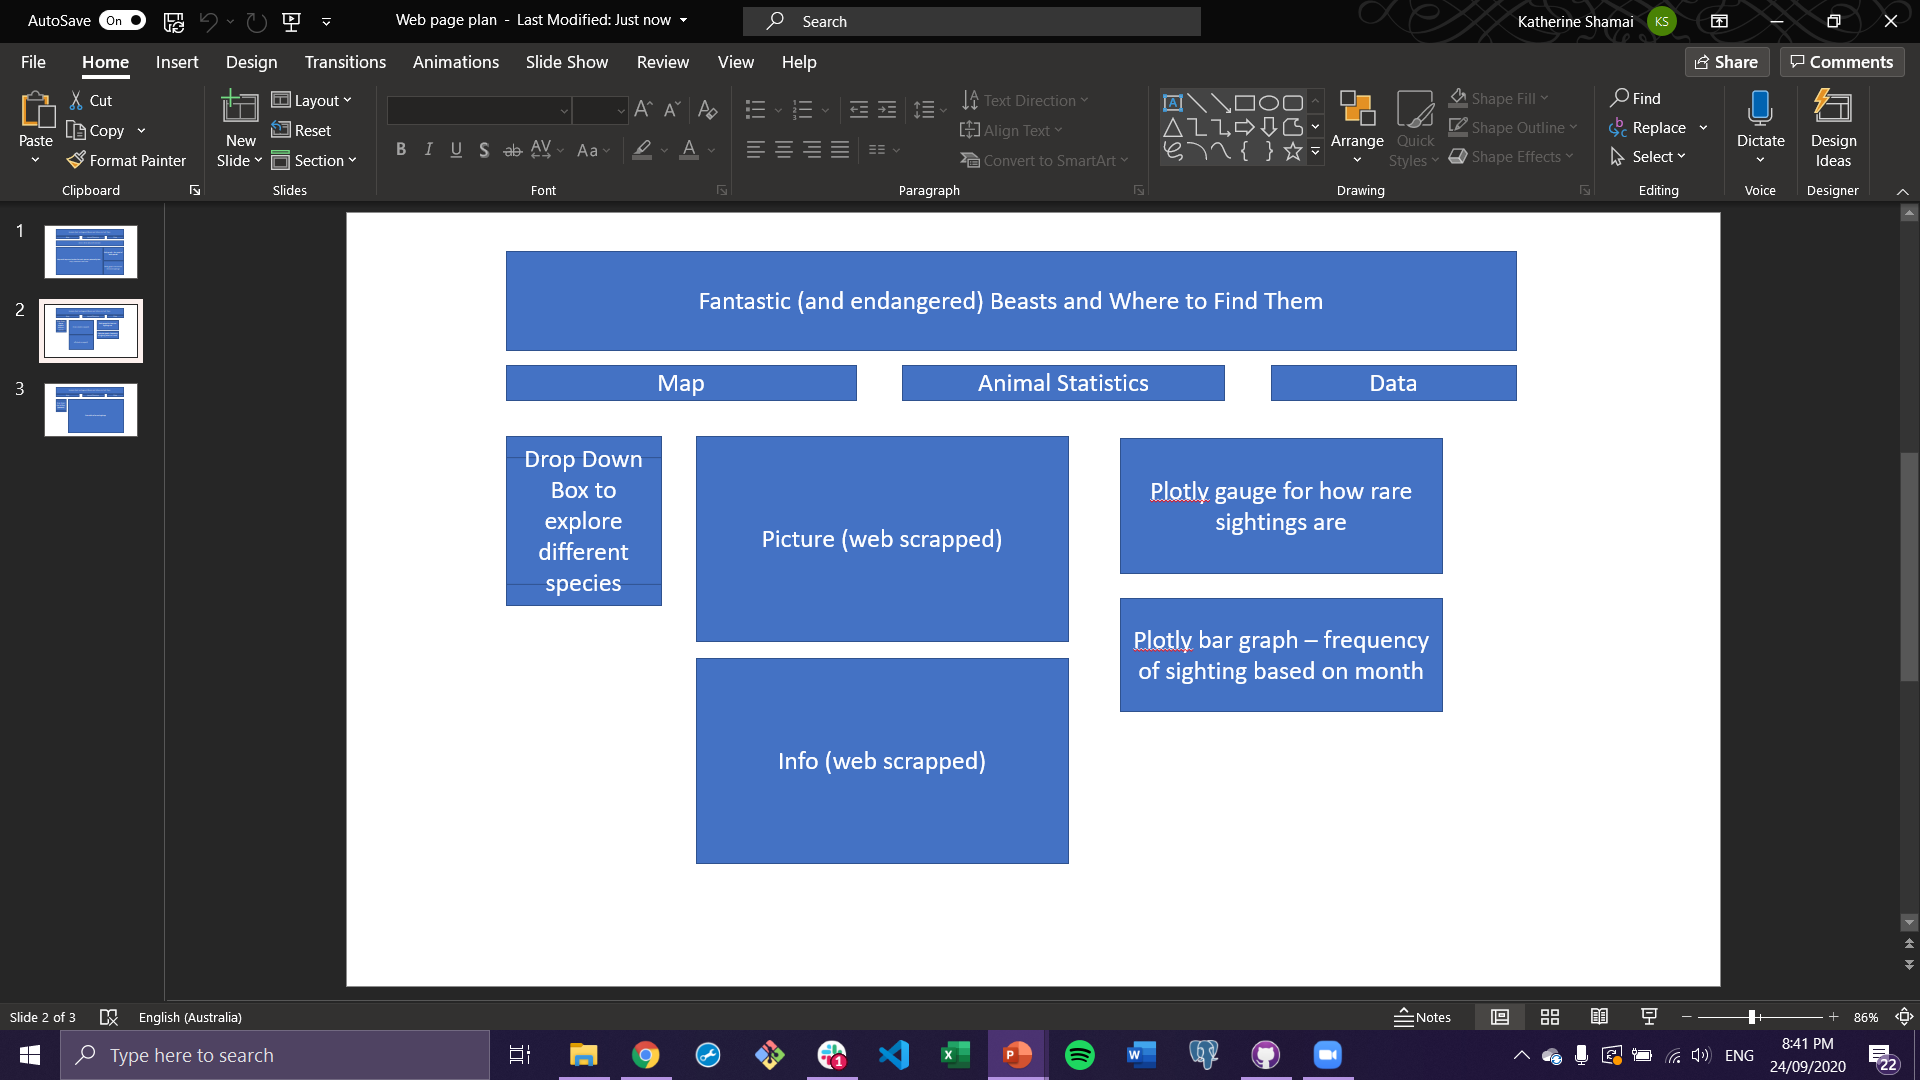 AutoSave On
Web page plan - Last Modified: Just now
Search
Katherine Shamai KS
File Home Insert Design Transitions Animations Slide Show Review View Help
Share Comments
Paste
Cut
Copy
Format Painter
Clipboard
New
Slide
Layout
Reset
Section
Slides
B I U S ab AV Aa A
Font
Text Direction
Align Text
Convert to SmartArt
Paragraph
Arrange
Quick
Styles
Shape Fill
Shape Outline
Shape Effects
Drawing
Find
Replace
Select
Editing
Dictate
Voice
Design
Ideas
Designer
1
2
3
Fantastic (and endangered) Beasts and Where to Find Them
Map
Animal Statistics
Data
Drop Down
Box to
explore
different
species
Picture (web scrapped)
Plotly gauge for how rare
sightings are
Plotly bar graph – frequency
of sighting based on month
Info (web scrapped)
Slide 2 of 3
English (Australia)
Notes
86%
Type here to search
1
ENG
8:41 PM
24/09/2020
22